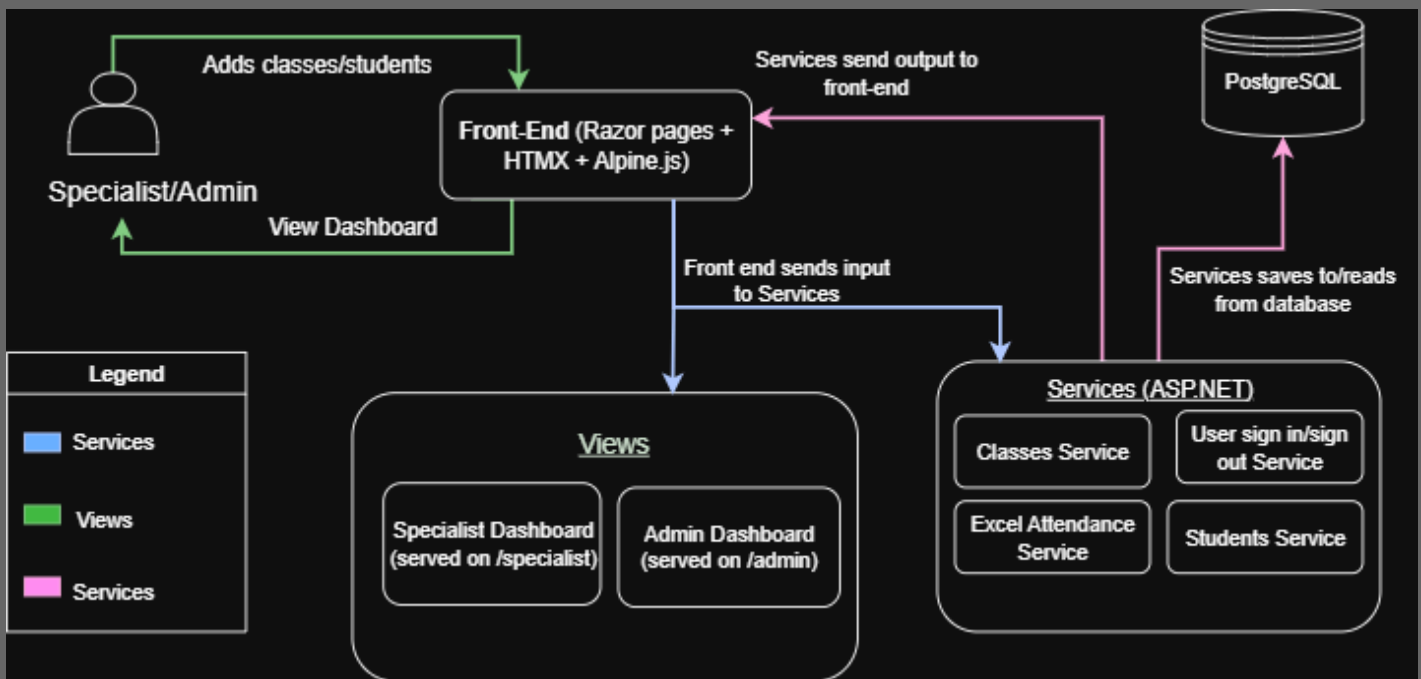 Adds classes/students
Services send output to
front-end
PostgreSQL
Front-End (Razor pages +
HTMX + Alpine.js)
Specialist/Admin
View Dashboard
Front end sends input
to Services
Services saves to/reads
from database
Legend
Services
Views
Services
Views
Specialist Dashboard
(served on /specialist)
Admin Dashboard
(served on /admin)
Services (ASP.NET)
Classes Service
User sign in/sign
out Service
Excel Attendance
Service
Students Service